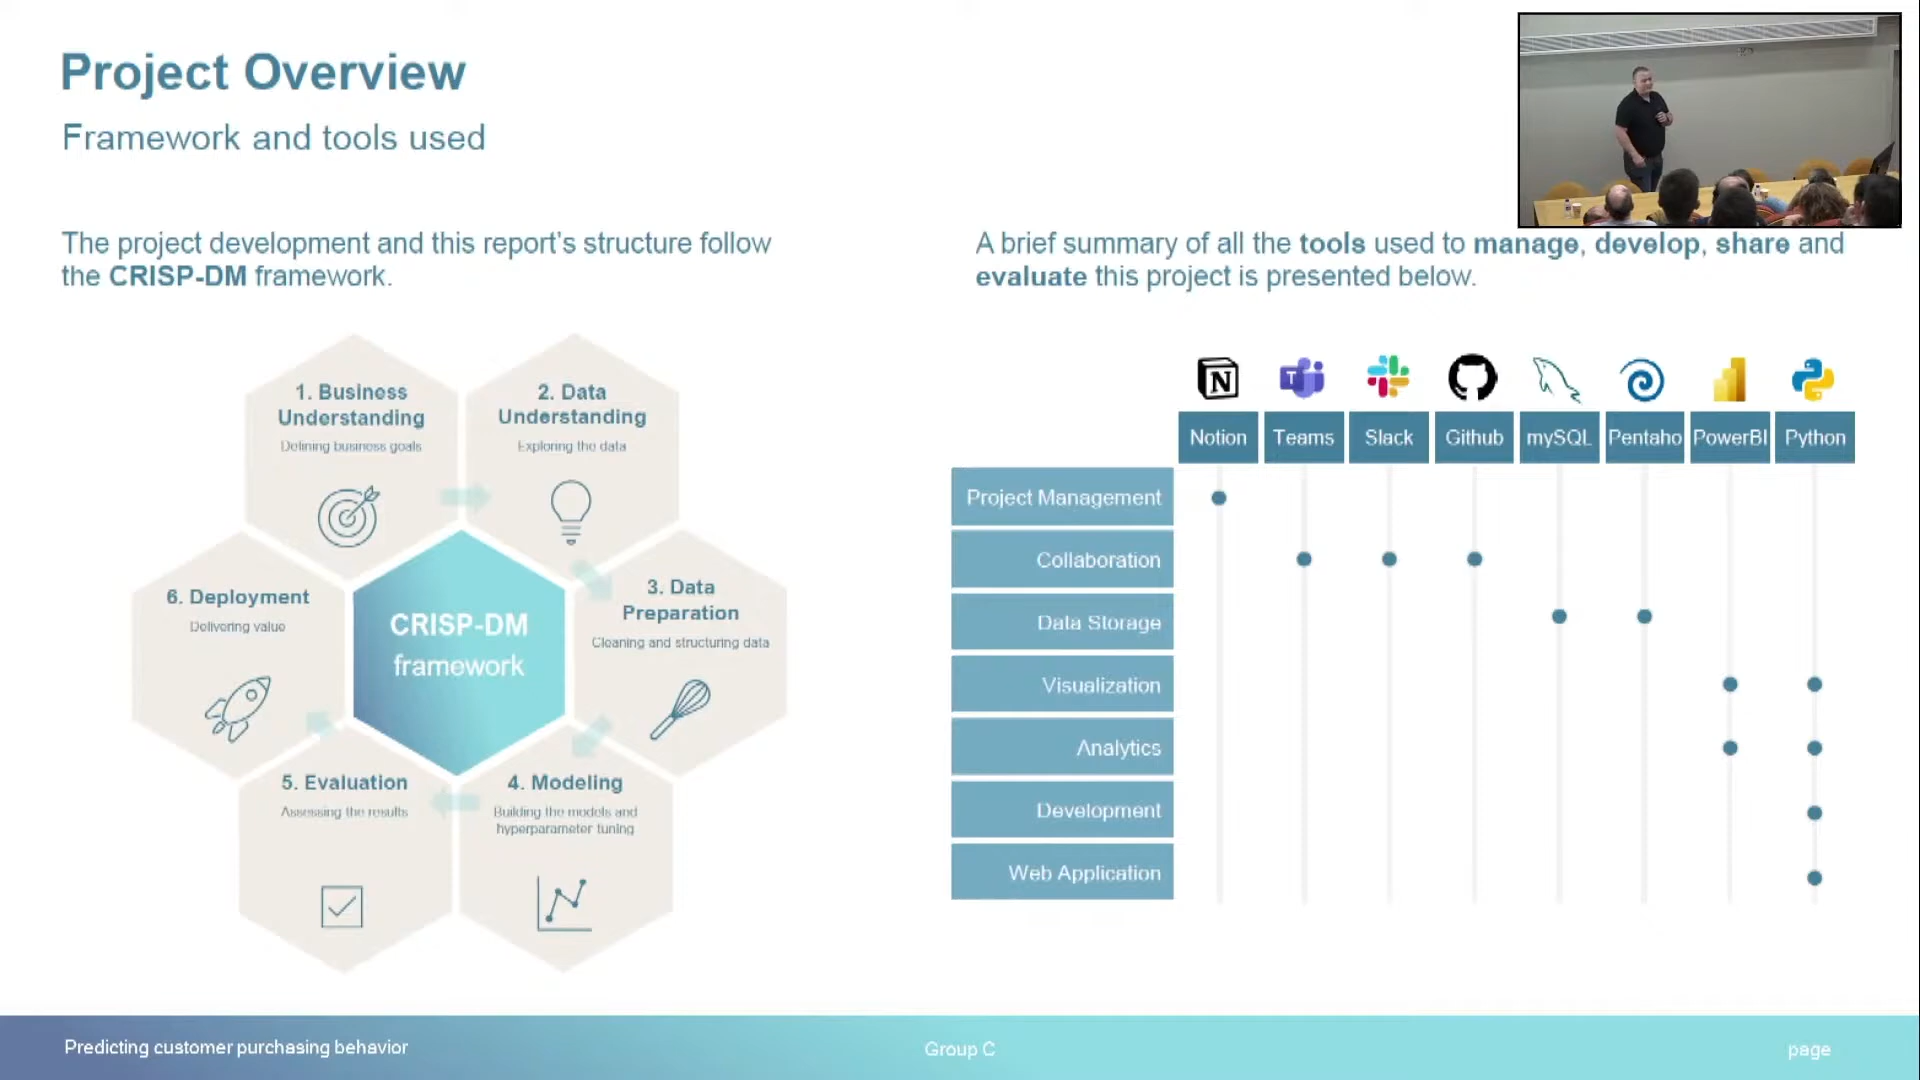 Project Overview
Framework and tools used
The project development and this report's structure follow
the CRISP-DM framework.
A brief summary of all the tools used to manage, develop, share and
evaluate this project is presented below.
1. Business
Understanding
Defining business goals
2. Data
Understanding
Exploring the data
3. Data
Preparation
Cleaning and structuring data
4. Modeling
Building the models and
hyperparameter tuning
5. Evaluation
Assessing the results
6. Deployment
Delivering value
CRISP-DM
framework
N
T
Notion
Teams
Slack
Github
mySQL
Pentaho
PowerBI
Python
Project Management
Collaboration
Data Storage
Visualization
Analytics
Development
Web Application
Predicting customer purchasing behavior
Group C
page